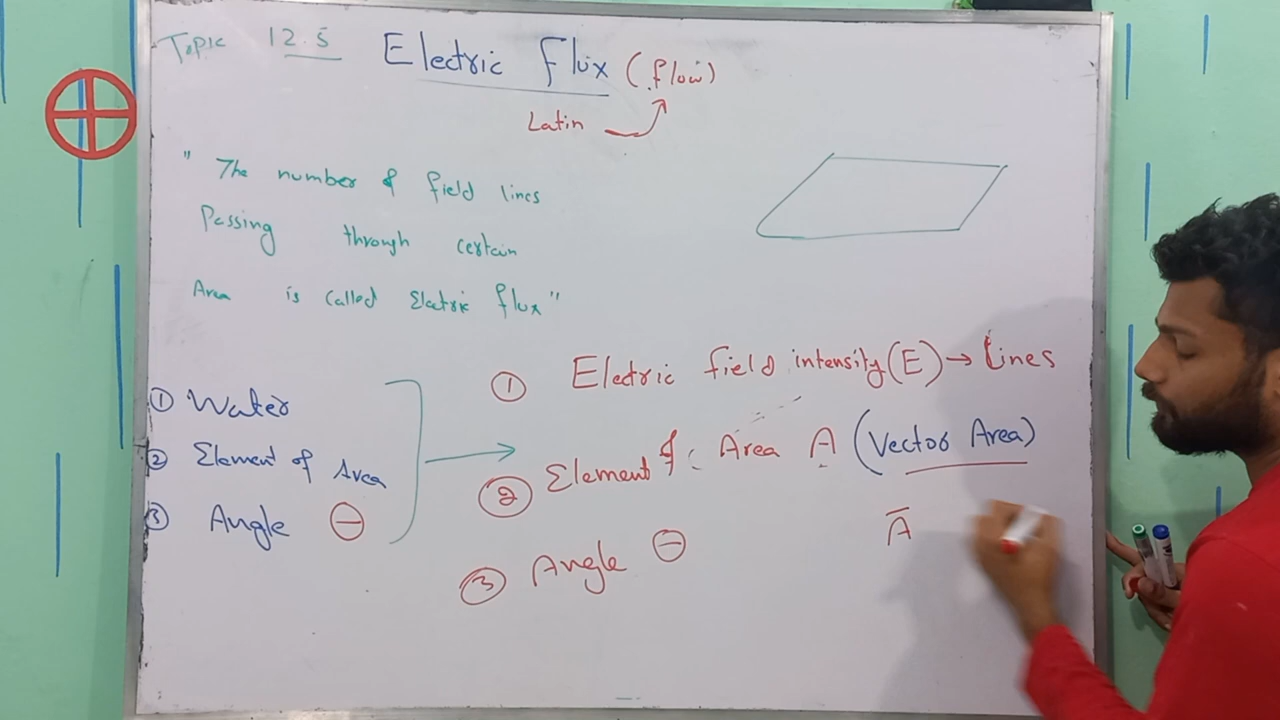 Topic 12.5 Electric Flux (flow)
Latin
" The number of field lines
Passing through certain
Area is called Electric flux "
① Water
② Element of Area
③ Angle Θ
① Electric field intensity (E) → Lines
② Element of Area A (Vector Area)
Ā
③ Angle Θ